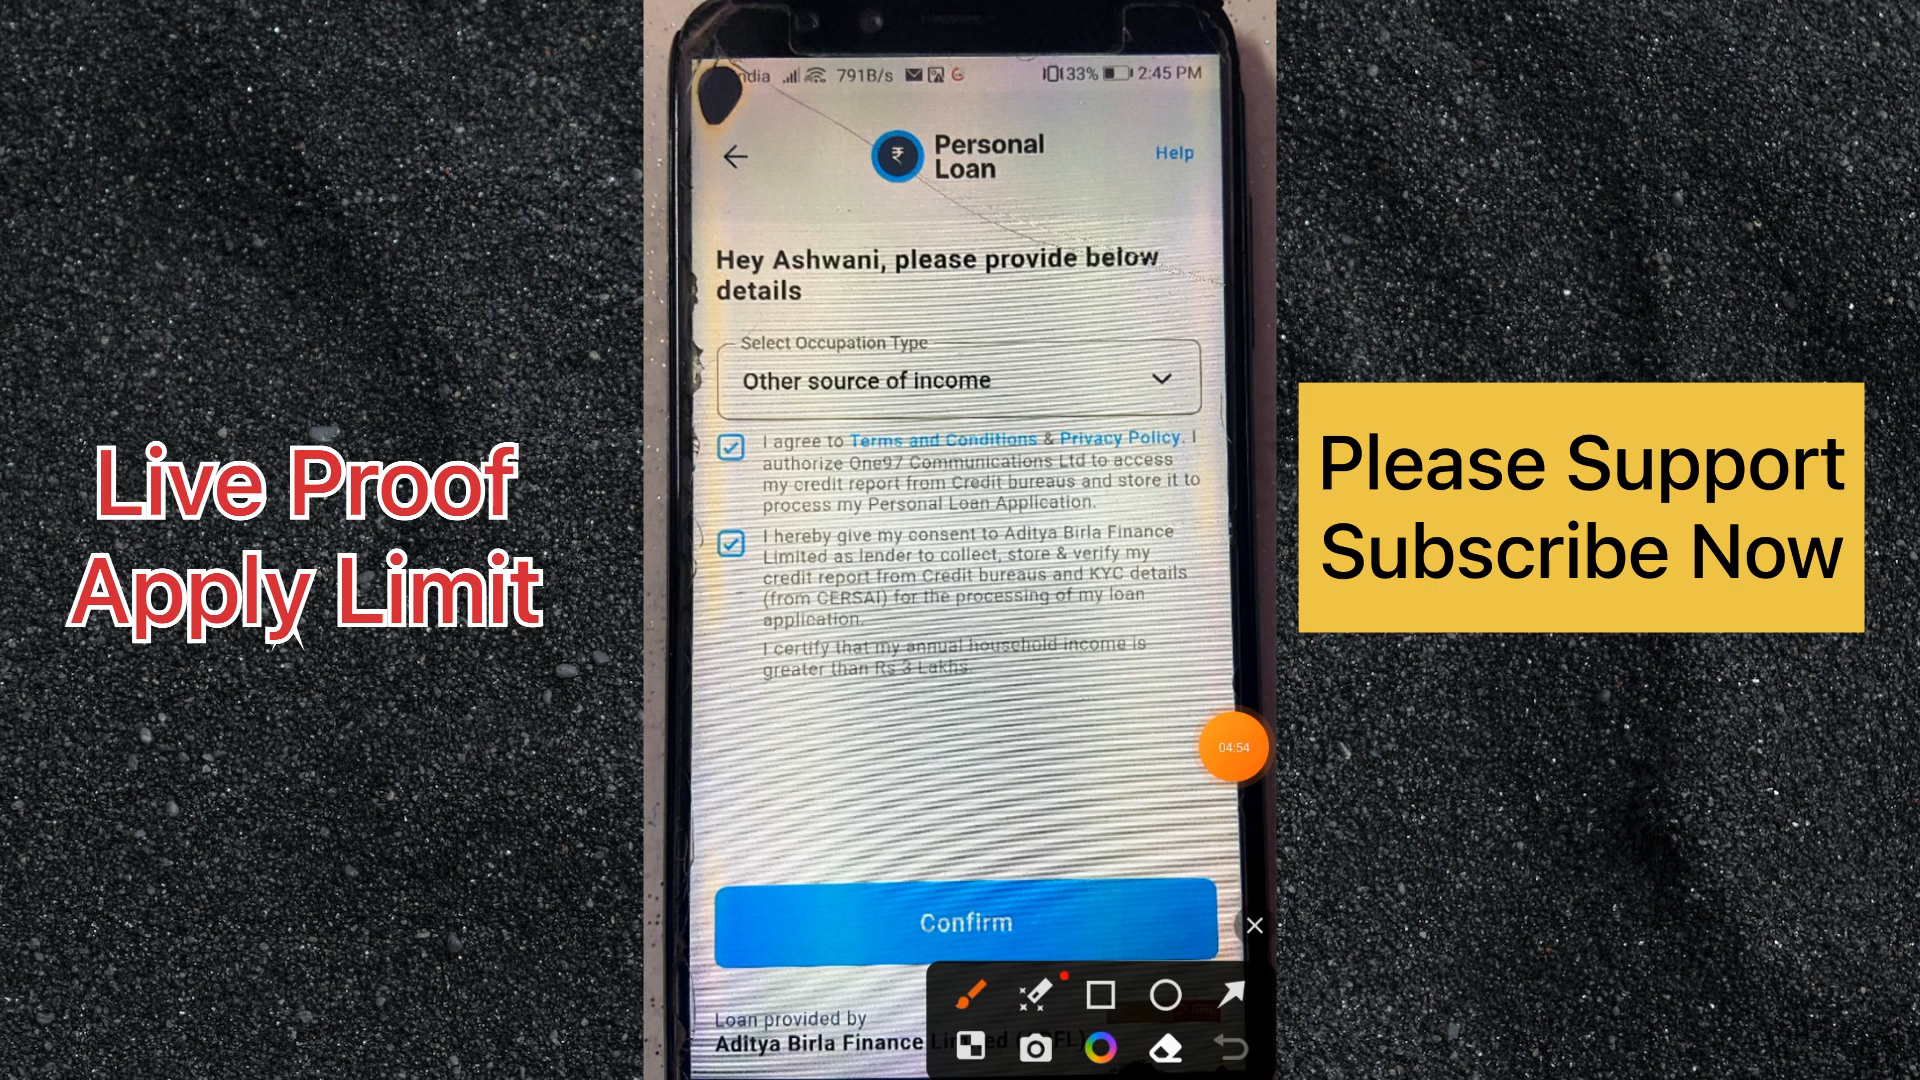 Live Proof
Apply Limit
ndia 791B/s 33% 2:45 PM
₹ Personal
Loan
Help
Hey Ashwani, please provide below
details
Select Occupation Type
Other source of income
I agree to Terms and Conditions & Privacy Policy. I
authorize One97 Communications Ltd to access
my credit report from Credit bureaus and store it to
process my Personal Loan Application.
I hereby give my consent to Aditya Birla Finance
Limited as lender to collect, store & verify my
credit report from Credit bureaus and KYC details
(from CERSAI) for the processing of my loan
application.
I certify that my annual household income is
greater than Rs 3 Lakhs.
04:54
Confirm
Loan provided by
Aditya Birla Finance
Please Support
Subscribe Now